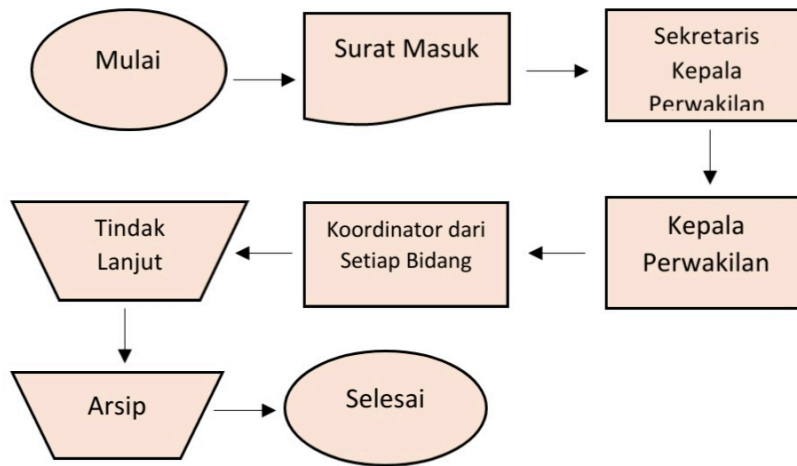 Mulai
Surat Masuk
Sekretaris
Kepala
Perwakilan
Kepala
Perwakilan
Koordinator dari
Setiap Bidang
Tindak
Lanjut
Arsip
Selesai